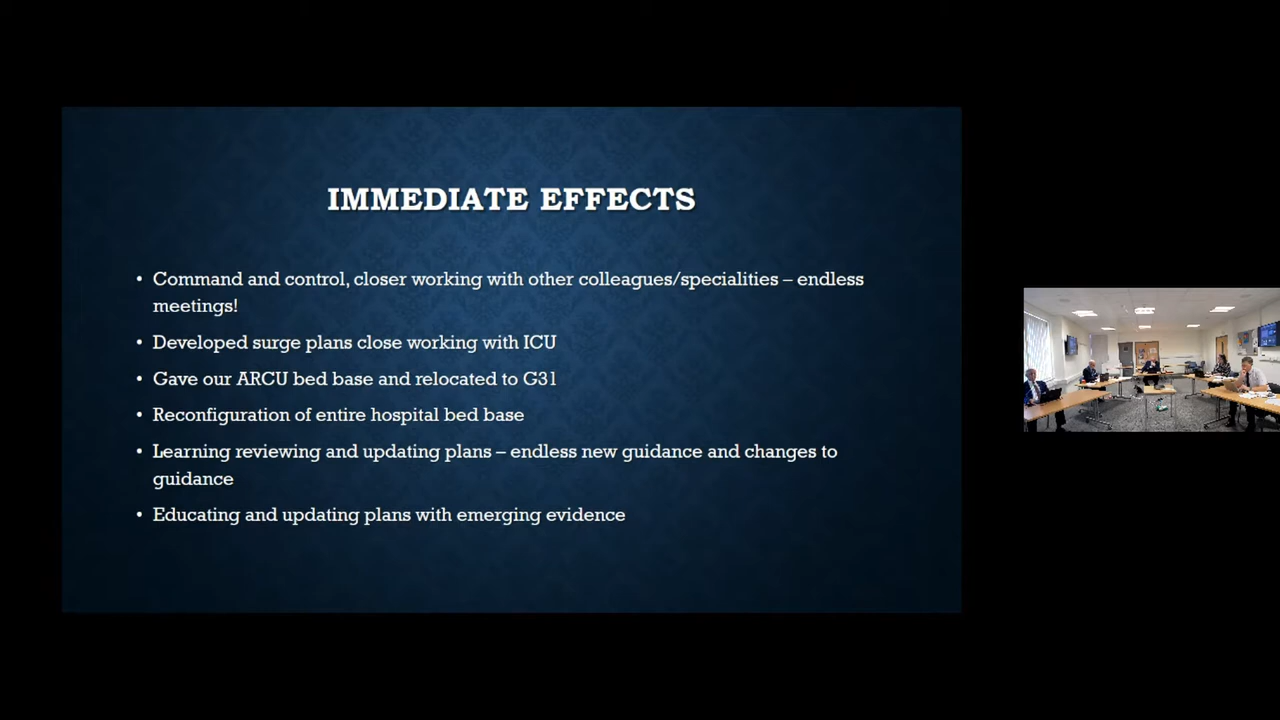 IMMEDIATE EFFECTS
• Command and control, closer working with other colleagues/specialities – endless
meetings!
• Developed surge plans close working with ICU
• Gave our ARCU bed base and relocated to G31
• Reconfiguration of entire hospital bed base
• Learning reviewing and updating plans – endless new guidance and changes to
guidance
• Educating and updating plans with emerging evidence